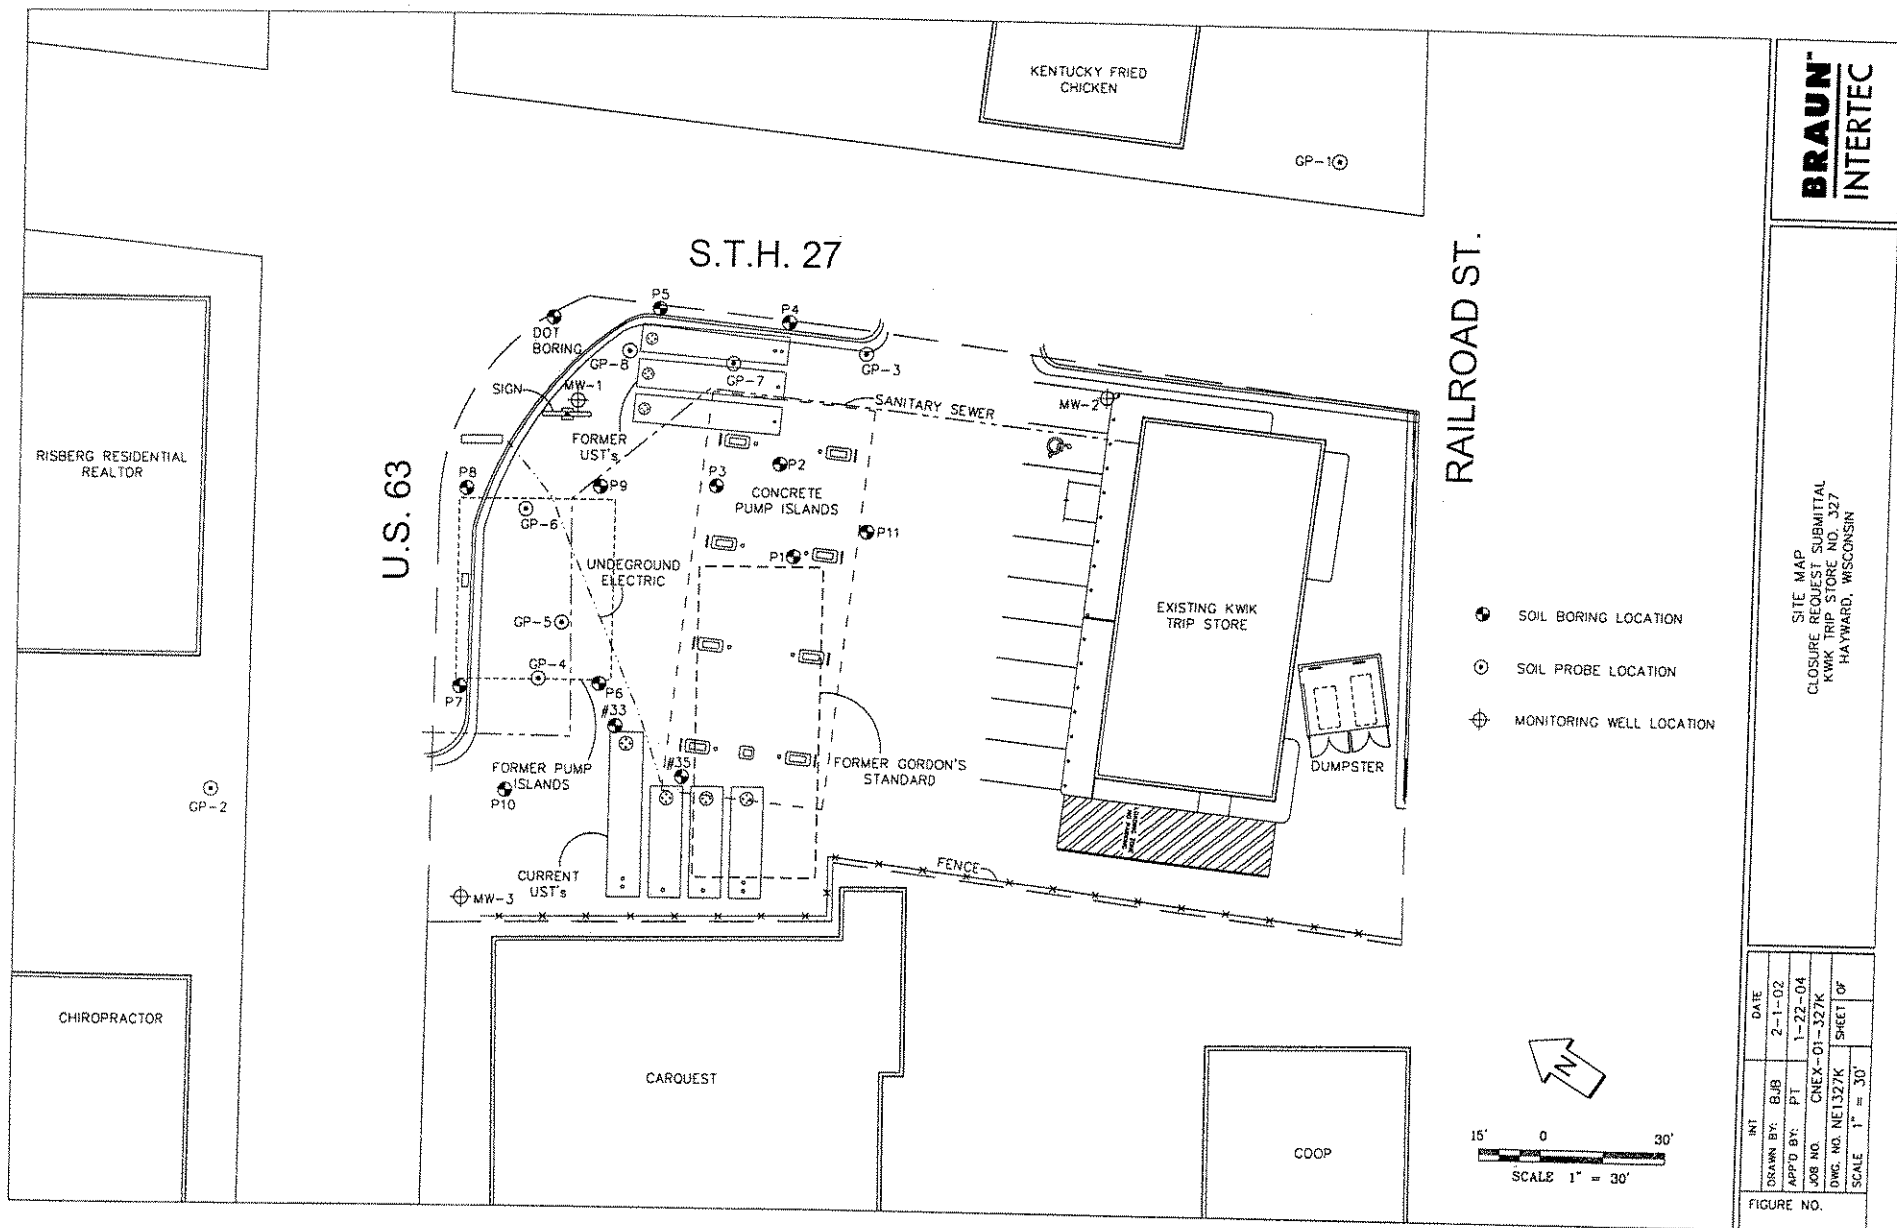 KENTUCKY FRIED
CHICKEN
GP-1
S.T.H. 27
RAILROAD ST.
U.S. 63
RISBERG RESIDENTIAL
REALTOR
P5
P4
DOT
BORING
GP-8
GP-7
GP-3
SIGN
MW-1
MW-2
SANITARY SEWER
FORMER
UST's
P8
P9
P3
P2
CONCRETE
PUMP ISLANDS
GP-6
P11
P1
UNDEGROUND
ELECTRIC
EXISTING KWIK
TRIP STORE
GP-5
GP-4
P7
P6
#33
#35
FORMER PUMP
ISLANDS
P10
FORMER GORDON'S
STANDARD
DUMPSTER
GP-2
LOADING ZONE
NO PARKING
CURRENT
UST's
MW-3
FENCE
CHIROPRACTOR
CARQUEST
COOP
SOIL BORING LOCATION
SOIL PROBE LOCATION
MONITORING WELL LOCATION
N
15' 0 30'
SCALE 1" = 30'
BRAUN™
INTERTEC
SITE MAP
CLOSURE REQUEST SUBMITTAL
KWIK TRIP STORE NO. 327
HAYWARD, WISCONSIN
INT DATE
DRAWN BY: BJB 2-1-02
APP'D BY: PT 1-22-04
JOB NO. CNEX-01-327K
DWG. NO. NE1327K SHEET OF
SCALE 1" = 30'
FIGURE NO.